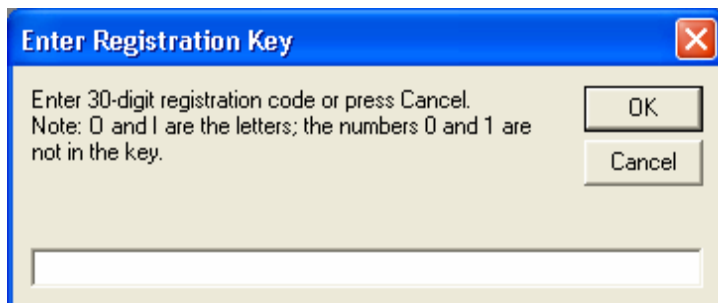 Enter Registration Key
Enter 30-digit registration code or press Cancel.
Note: O and I are the letters; the numbers 0 and 1 are
not in the key.
OK
Cancel